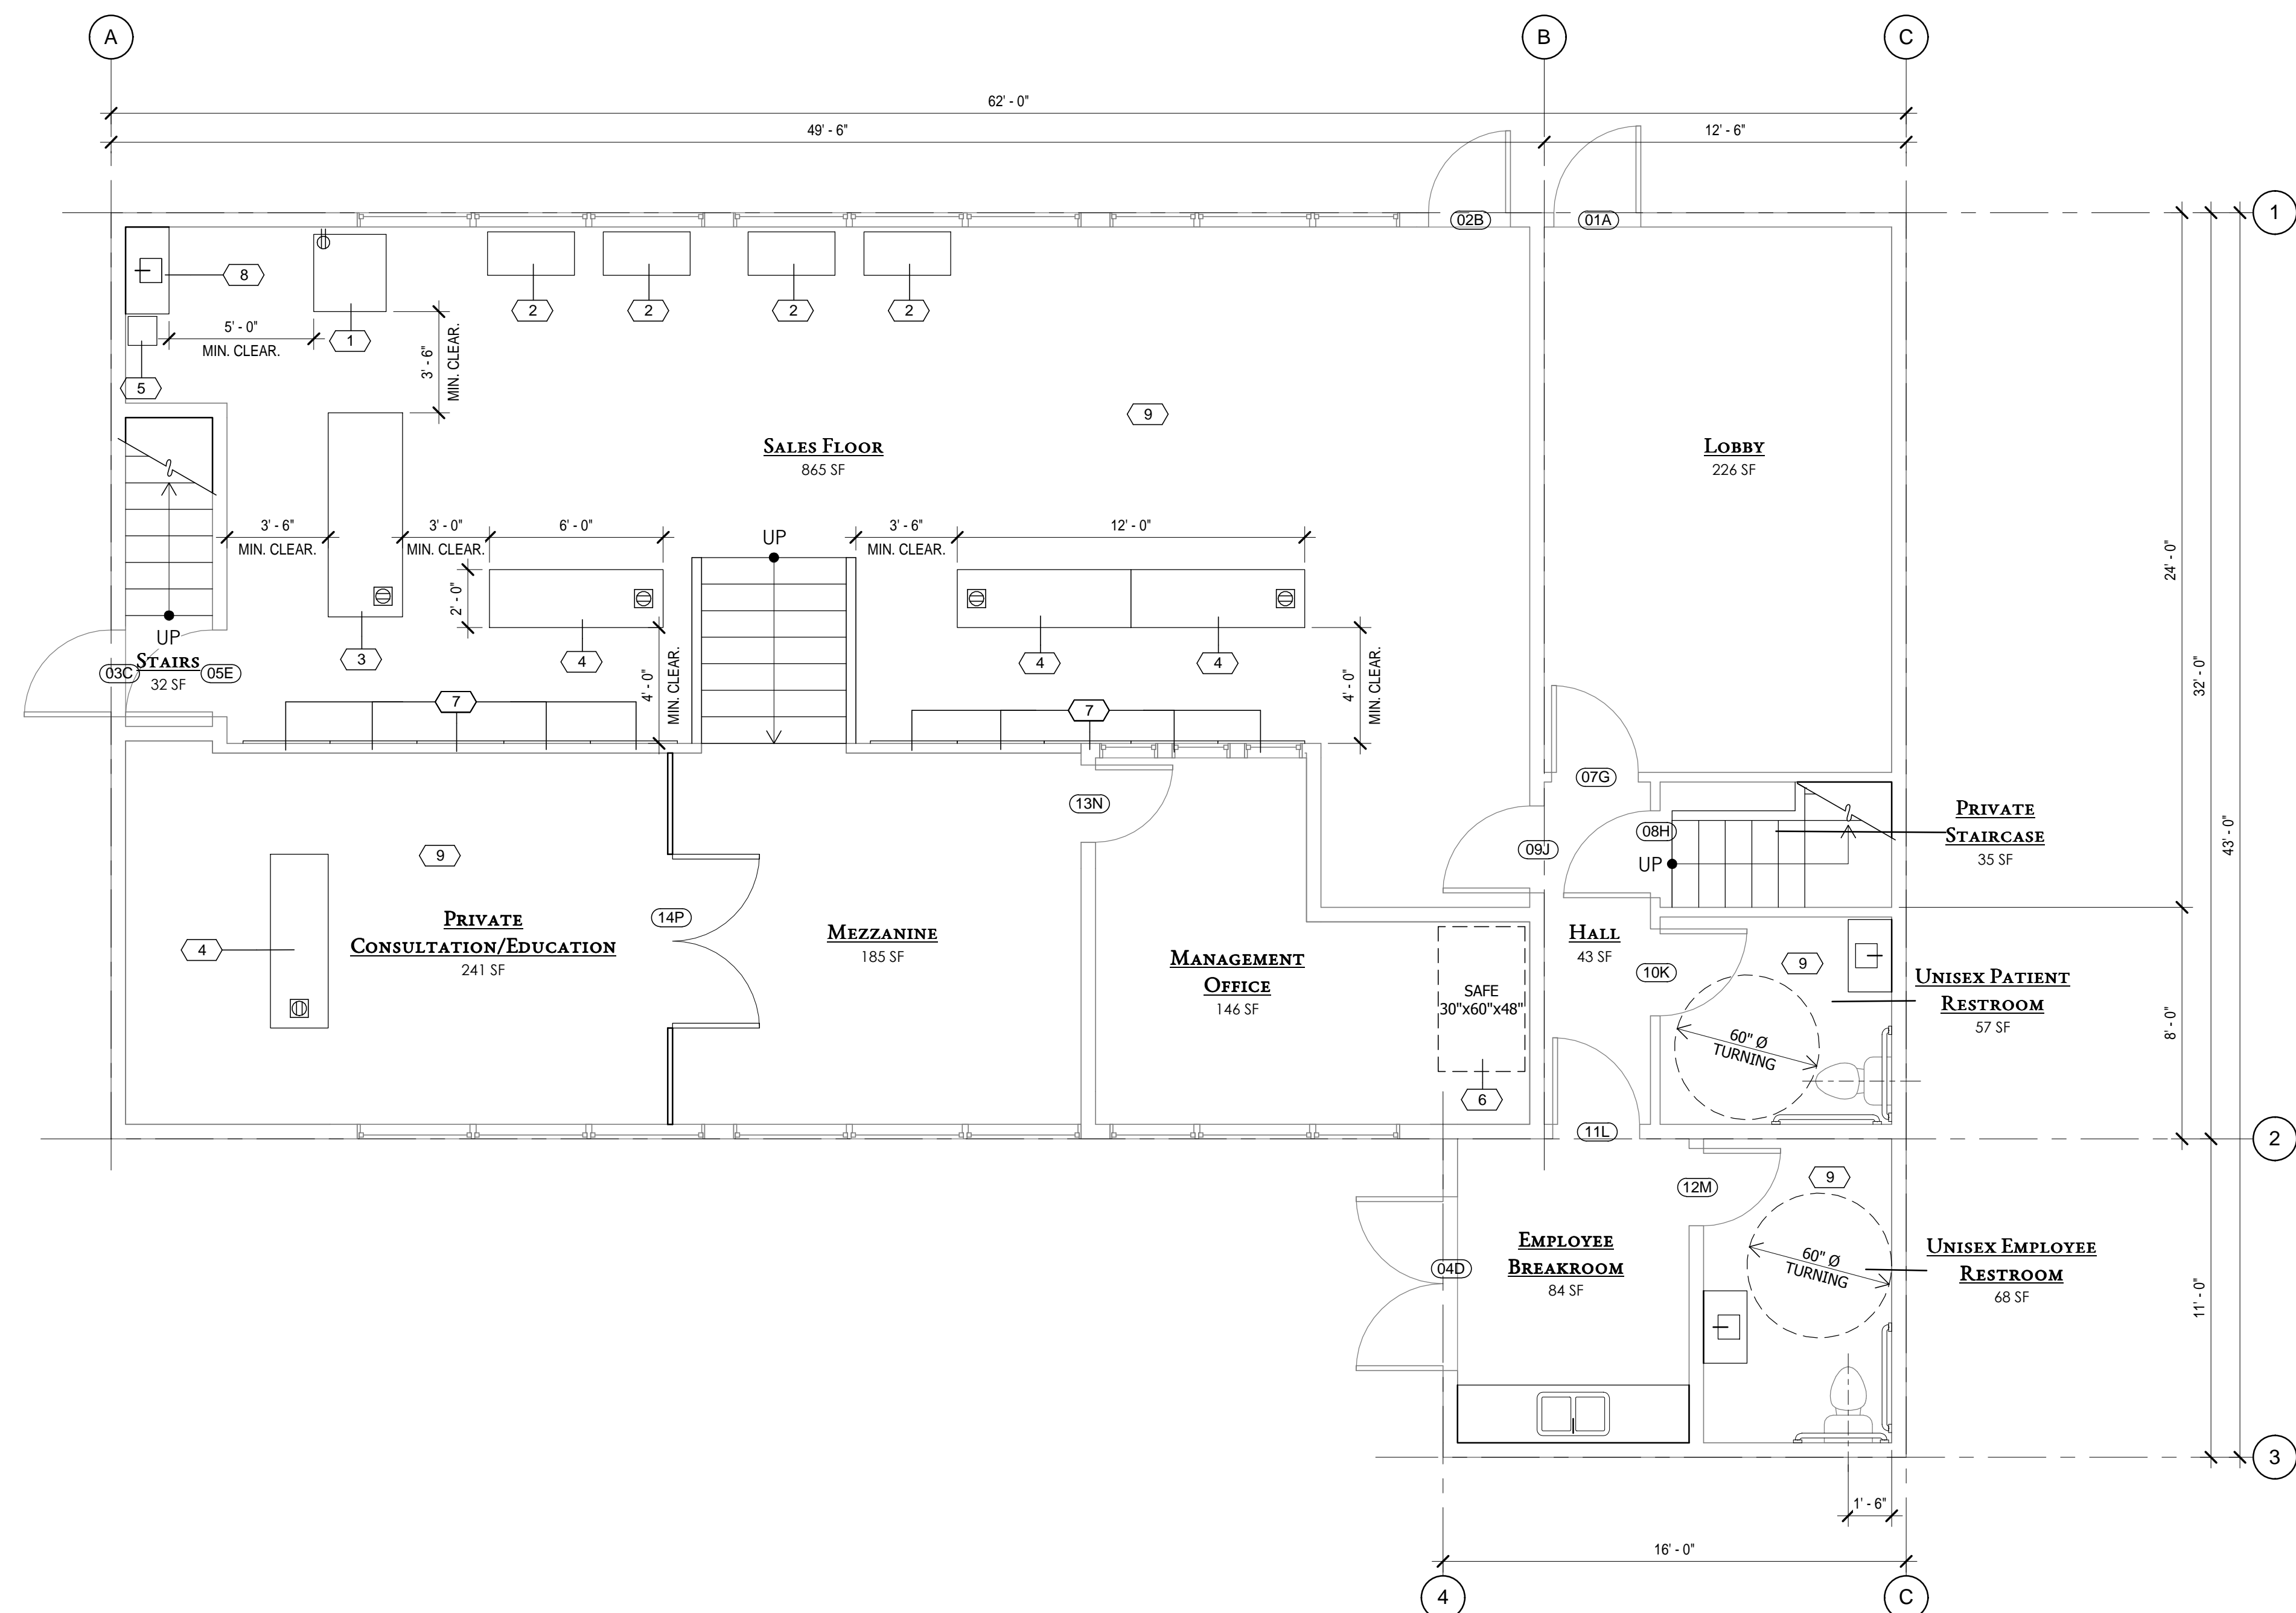 A
B
C
62' - 0"
49' - 6"
12' - 6"
02B
01A
1
8
2
2
2
2
5' - 0"
MIN. CLEAR.
1
3' - 6"
MIN. CLEAR.
5
9
SALES FLOOR
865 SF
LOBBY
226 SF
3' - 6"
MIN. CLEAR.
3' - 0"
MIN. CLEAR.
6' - 0"
UP
3' - 6"
MIN. CLEAR.
12' - 0"
24' - 0"
2' - 0"
UP
STAIRS
32 SF
03C
05E
3
4
4
4
4' - 0"
MIN. CLEAR.
4' - 0"
MIN. CLEAR.
32' - 0"
7
7
07G
13N
08H
09J
UP
PRIVATE
STAIRCASE
35 SF
43' - 0"
9
14P
4
PRIVATE
CONSULTATION/EDUCATION
241 SF
MEZZANINE
185 SF
MANAGEMENT
OFFICE
146 SF
SAFE
30"x60"x48"
6
HALL
43 SF
10K
9
UNISEX PATIENT
RESTROOM
57 SF
60" Ø
TURNING
8' - 0"
11L
2
12M
9
EMPLOYEE
BREAKROOM
84 SF
04D
60" Ø
TURNING
UNISEX EMPLOYEE
RESTROOM
68 SF
11' - 0"
3
1' - 6"
16' - 0"
4
C